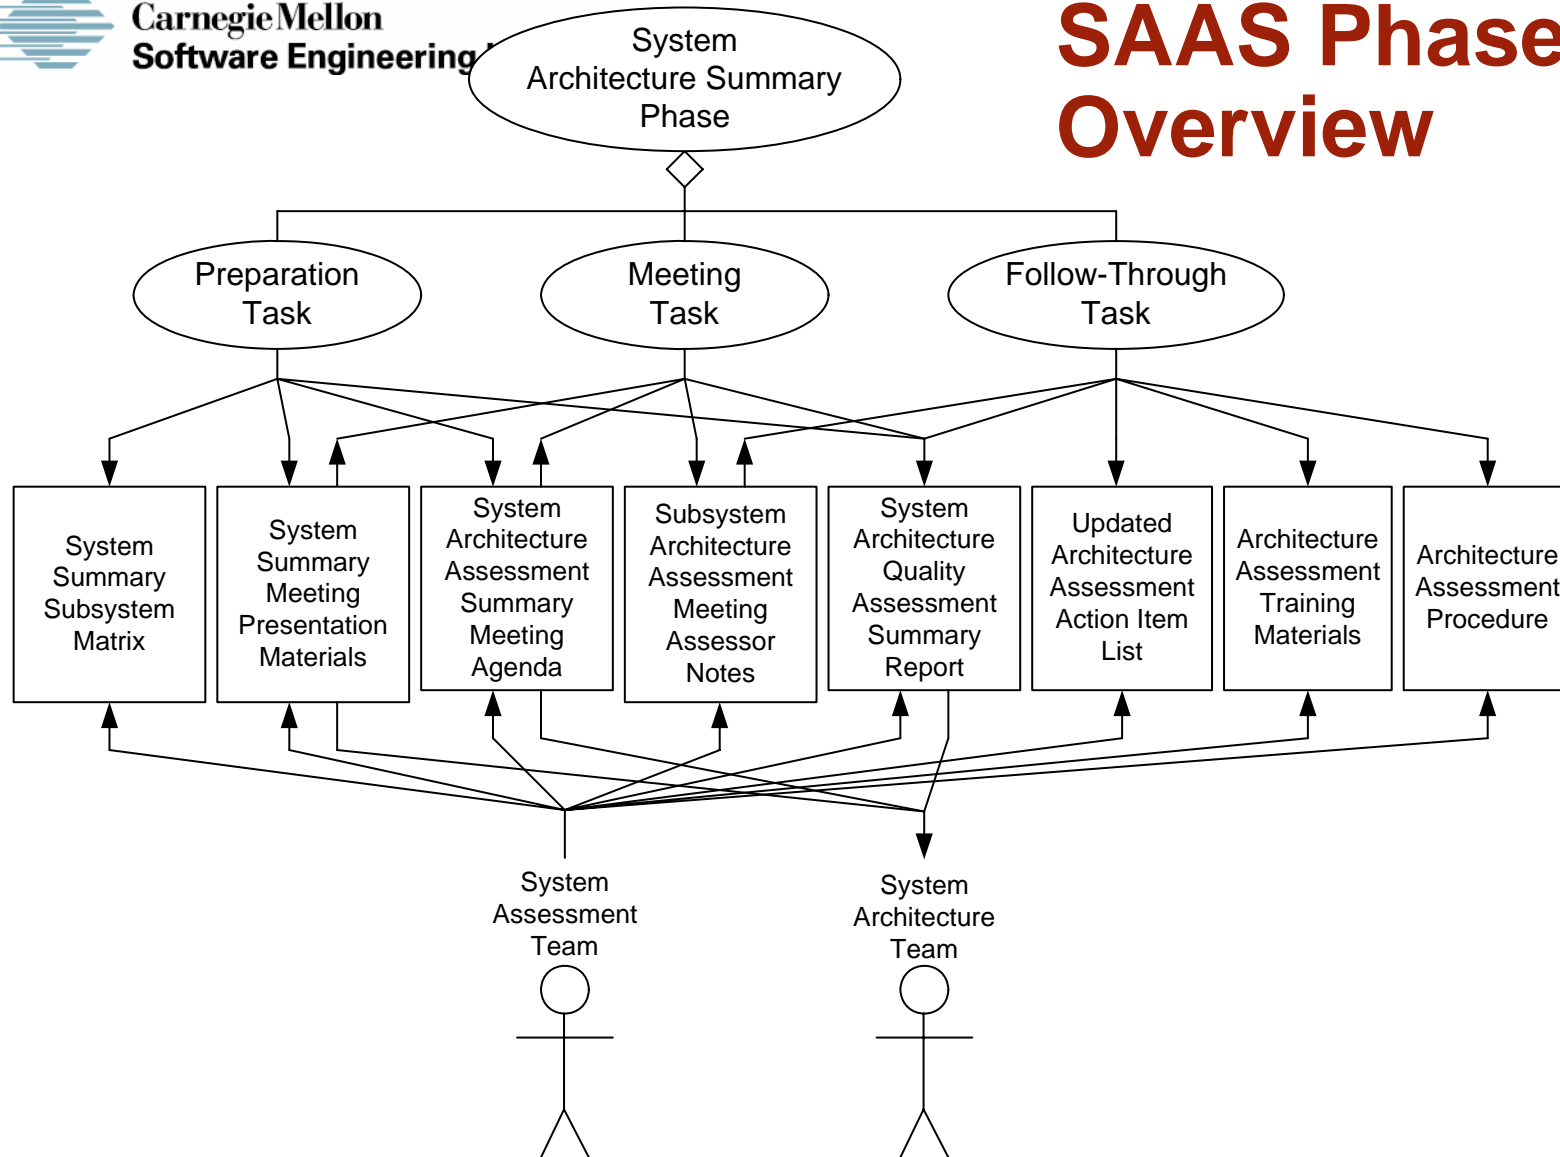 Carnegie Mellon
Software Engineering
SAAS Phase
Overview
System
Architecture Summary
Phase
Preparation
Task
Meeting
Task
Follow-Through
Task
System
Summary
Subsystem
Matrix
System
Summary
Meeting
Presentation
Materials
System
Architecture
Assessment
Summary
Meeting
Agenda
Subsystem
Architecture
Assessment
Meeting
Assessor
Notes
System
Architecture
Quality
Assessment
Summary
Report
Updated
Architecture
Assessment
Action Item
List
Architecture
Assessment
Training
Materials
Architecture
Assessment
Procedure
System
Assessment
Team
System
Architecture
Team